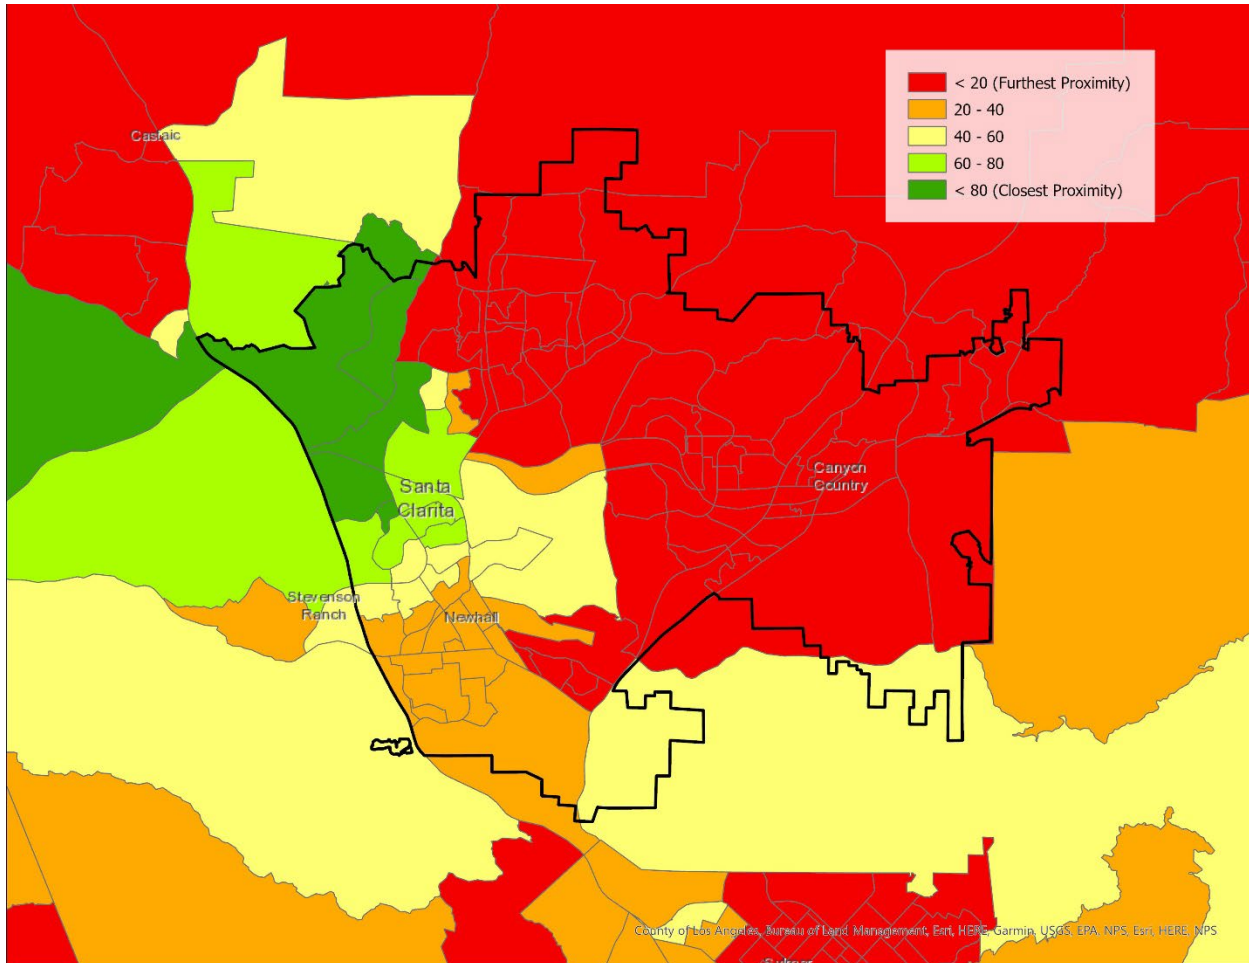 < 20 (Furthest Proximity)
20 - 40
40 - 60
60 - 80
< 80 (Closest Proximity)
Castaic
Canyon
Country
Santa
Clarita
Stevenson
Ranch
Newhall
County of Los Angeles, Bureau of Land Management, Esri, HERE, Garmin, USGS, EPA, NPS, Esri, HERE, NPS